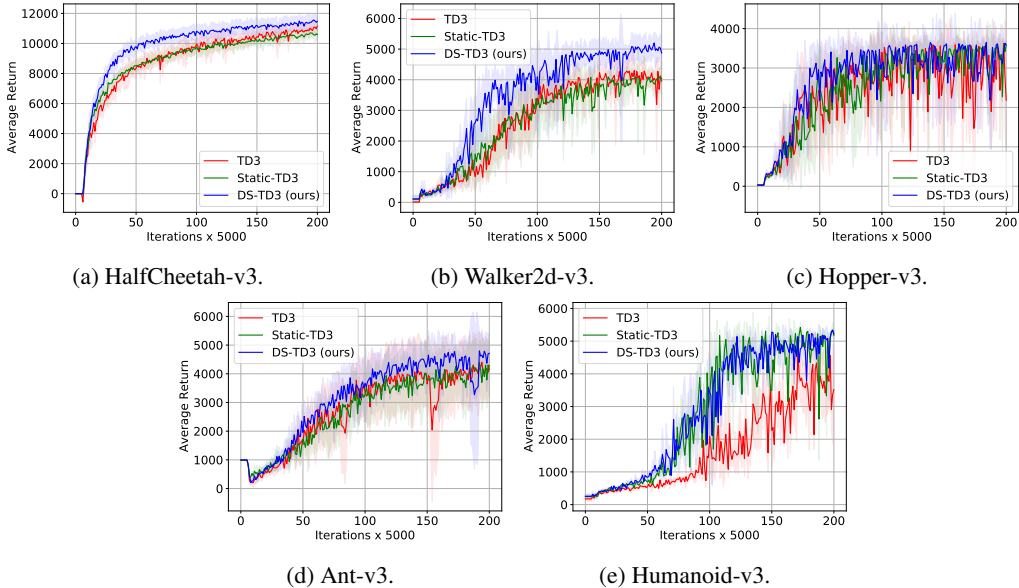 12000
10000
8000
6000
4000
2000
0
Average Return
TD3
Static-TD3
DS-TD3 (ours)
0 50 100 150 200
Iterations x 5000
(a) HalfCheetah-v3.
6000
5000
4000
3000
2000
1000
0
Average Return
TD3
Static-TD3
DS-TD3 (ours)
0 50 100 150 200
Iterations x 5000
(b) Walker2d-v3.
4000
3000
2000
1000
0
Average Return
TD3
Static-TD3
DS-TD3 (ours)
0 50 100 150 200
Iterations x 5000
(c) Hopper-v3.
6000
5000
4000
3000
2000
1000
0
Average Return
TD3
Static-TD3
DS-TD3 (ours)
0 50 100 150 200
Iterations x 5000
(d) Ant-v3.
6000
5000
4000
3000
2000
1000
0
Average Return
TD3
Static-TD3
DS-TD3 (ours)
0 50 100 150 200
Iterations x 5000
(e) Humanoid-v3.